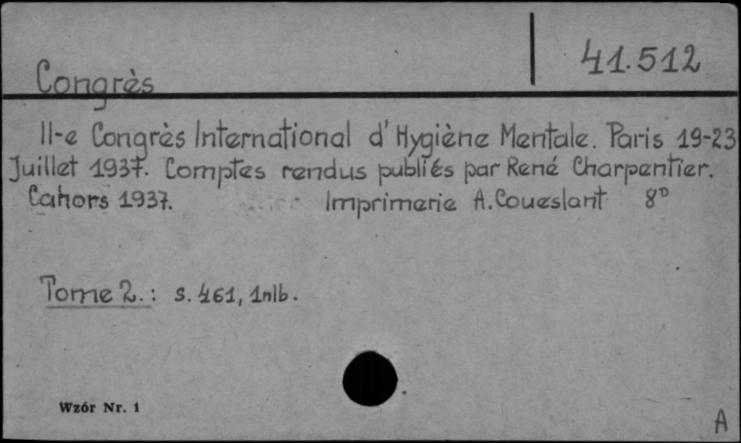 41.512
Congrès
II-e Congrès International d'Hygiène Mentale. Paris 19-23
Juillet 1937. Comptes rendus publiés par René Charpentier.
Cahors 1937. Imprimerie A. Coueslant 8°
Tome 2.: s. 461, 1nlb.
Wzór Nr. 1
A